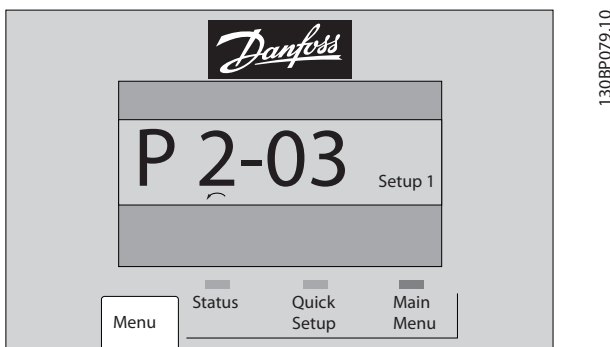 Danfoss
P 2-03 Setup 1
Menu
Status
Quick
Setup
Main
Menu
130BP079.10